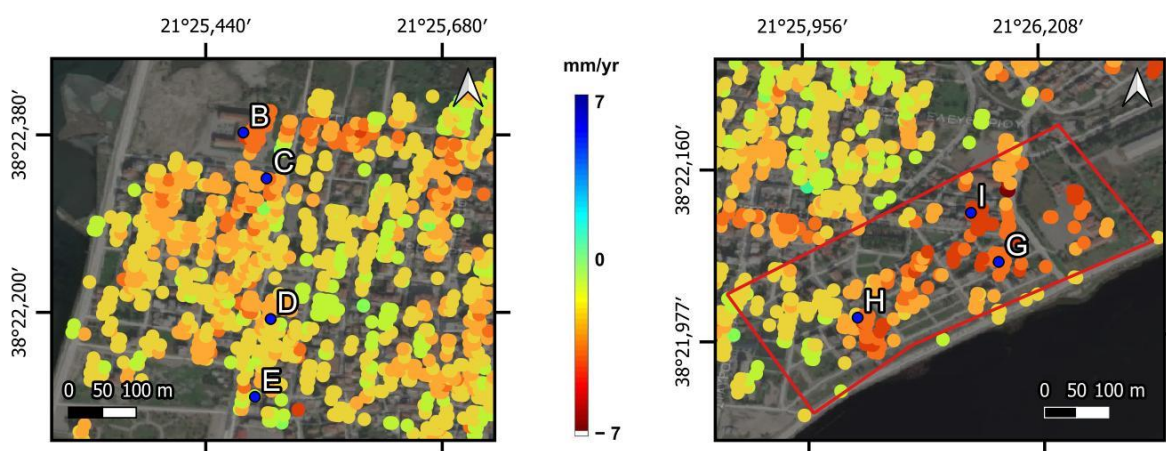 21°25,440′
21°25,680′
21°25,956′
21°26,208′
mm/yr
7
0
– 7
38°22,380′
38°22,200′
B
C
D
E
0 50 100 m
38°22,160′
38°21,977′
I
G
H
0 50 100 m